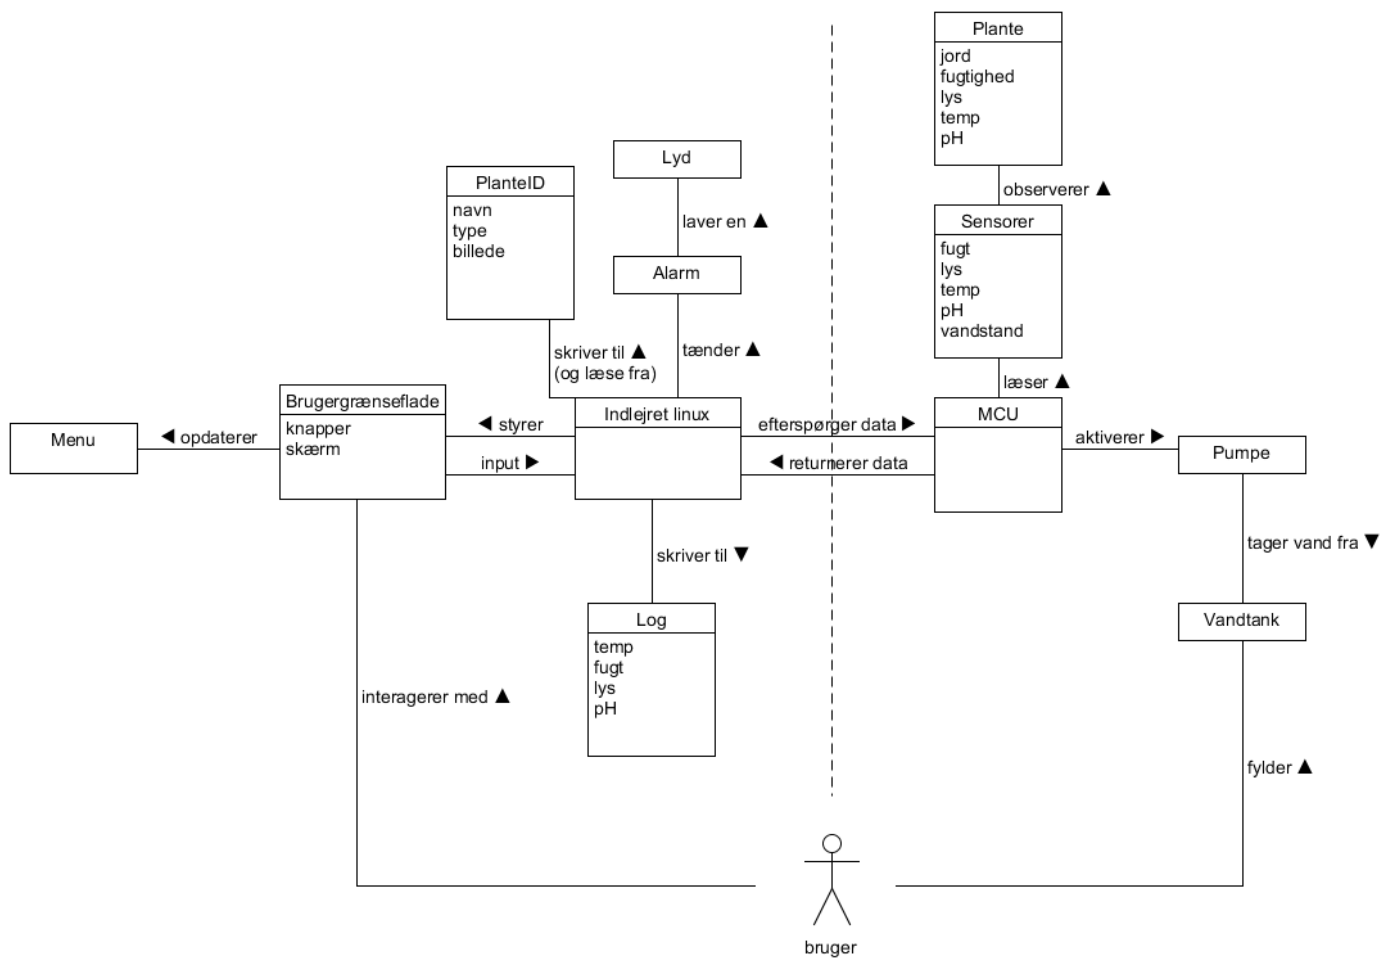 Plante
jord
fugtighed
lys
temp
pH
observerer ▲
Sensorer
fugt
lys
temp
pH
vandstand
læser ▲
Lyd
laver en ▲
Alarm
tænder ▲
PlanteID
navn
type
billede
skriver til ▲
(og læse fra)
Menu
◀ opdaterer
Brugergrænseflade
knapper
skærm
◀ styrer
input ▶
Indlejret linux
efterspørger data ▶
◀ returnerer data
MCU
aktiverer ▶
Pumpe
tager vand fra ▼
Vandtank
fylder ▲
skriver til ▼
Log
temp
fugt
lys
pH
interagerer med ▲
bruger